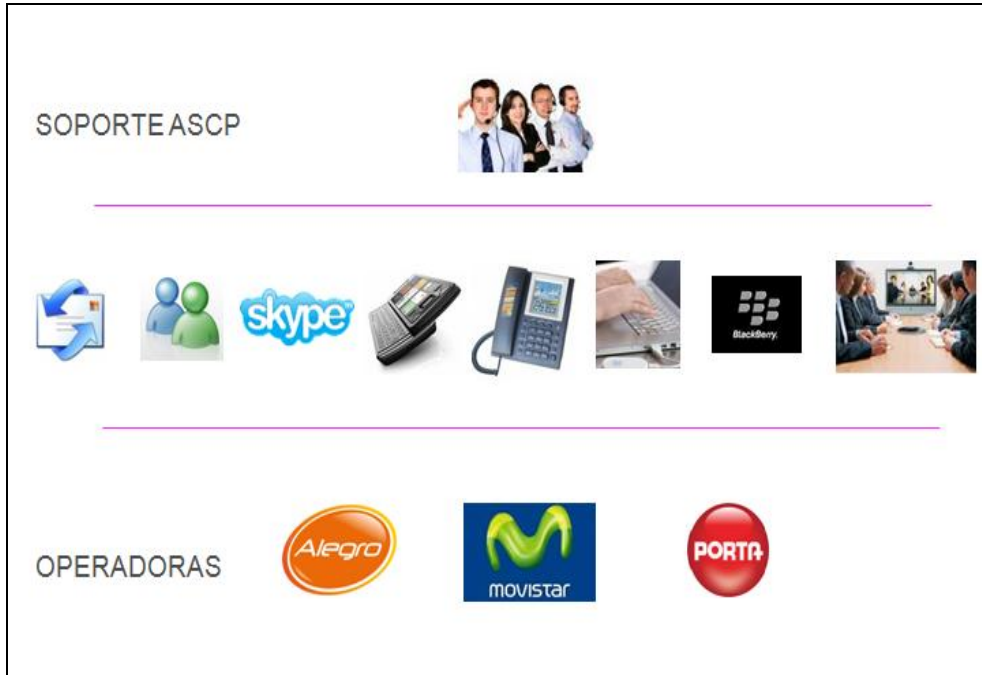 SOPORTE ASCP
skype
BlackBerry.
Alegro
movistar
PORTA
OPERADORAS